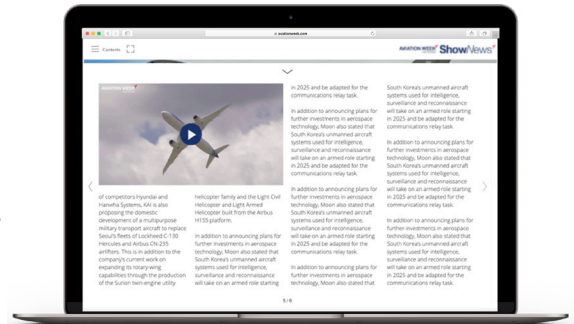 aviationweek.com
Contents
AVIATION WEEK ShowNews
AVIATION WEEK
of competitors Hyundai and
Hanwha Systems, KAI is also
proposing the domestic
development of a multipurpose
military transport aircraft to replace
Seoul's fleets of Lockheed C-130
Hercules and Airbus CN-235
airlifters. This is in addition to the
company's current work on
expanding its rotary-wing
capabilities through the production
of the Surion twin-engine utility
helicopter family and the Light Civil
Helicopter and Light Armed
Helicopter built from the Airbus
H155 platform.
In addition to announcing plans for
further investments in aerospace
technology, Moon also stated that
South Korea's unmanned aircraft
systems used for intelligence,
surveillance and reconnaissance
will take on an armed role starting
in 2025 and be adapted for the
communications relay task.
In addition to announcing plans for
further investments in aerospace
technology, Moon also stated that
South Korea's unmanned aircraft
systems used for intelligence,
surveillance and reconnaissance
will take on an armed role starting
in 2025 and be adapted for the
communications relay task.
In addition to announcing plans for
further investments in aerospace
technology, Moon also stated that
South Korea's unmanned aircraft
systems used for intelligence,
surveillance and reconnaissance
will take on an armed role starting
in 2025 and be adapted for the
communications relay task.
In addition to announcing plans for
further investments in aerospace
technology, Moon also stated that
South Korea's unmanned aircraft
systems used for intelligence,
surveillance and reconnaissance
will take on an armed role starting
in 2025 and be adapted for the
communications relay task.
In addition to announcing plans for
further investments in aerospace
technology, Moon also stated that
South Korea's unmanned aircraft
systems used for intelligence,
surveillance and reconnaissance
will take on an armed role starting
in 2025 and be adapted for the
communications relay task.
In addition to announcing plans for
further investments in aerospace
technology, Moon also stated that
South Korea's unmanned aircraft
systems used for intelligence,
surveillance and reconnaissance
will take on an armed role starting
in 2025 and be adapted for the
communications relay task.
5 / 6